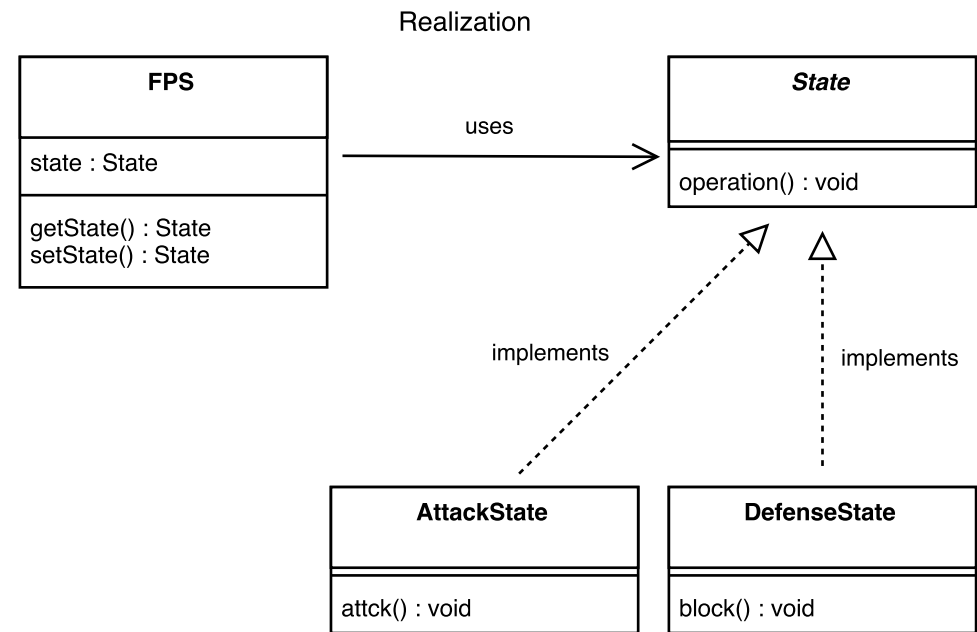 Realization
FPS
state : State
getState() : State
setState() : State
uses
State
operation() : void
implements
implements
AttackState
attck() : void
DefenseState
block() : void